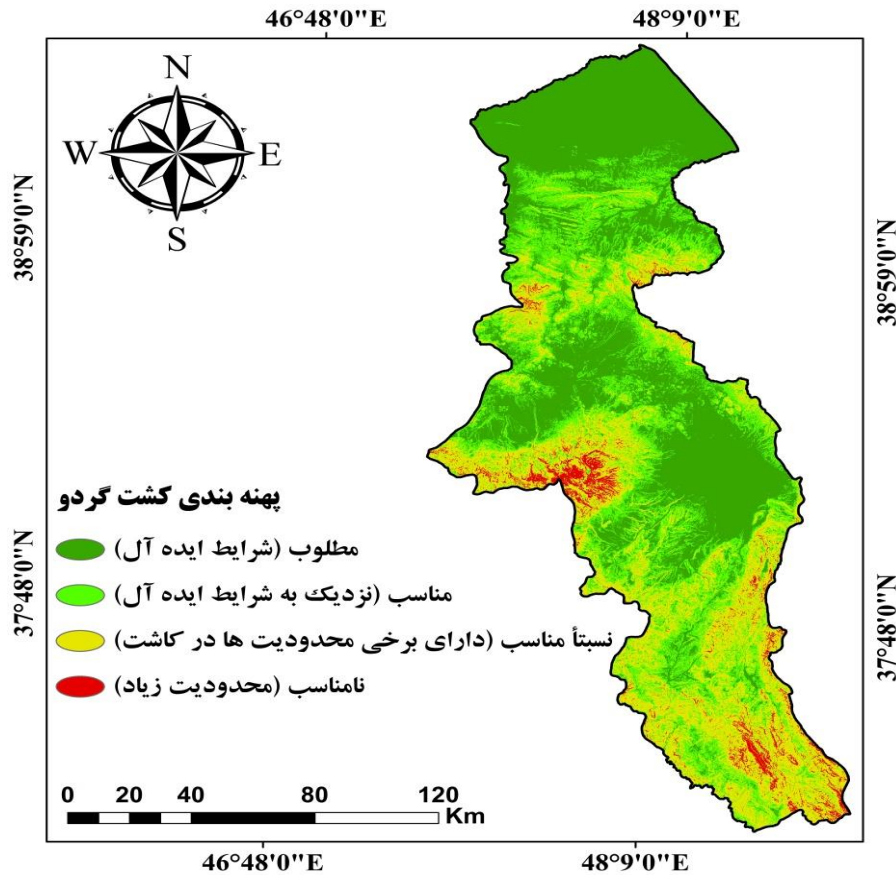 46°48'0"E
48°9'0"E
N
W
E
S
38°59'0"N
38°59'0"N
پهنه بندی کشت گردو
مطلوب (شرایط ایده آل)
مناسب (نزدیک به شرایط ایده آل)
نسبتأ مناسب (دارای برخی محدودیت ها در کاشت)
نامناسب (محدودیت زیاد)
37°48'0"N
37°48'0"N
0 20 40 80 120
Km
46°48'0"E
48°9'0"E